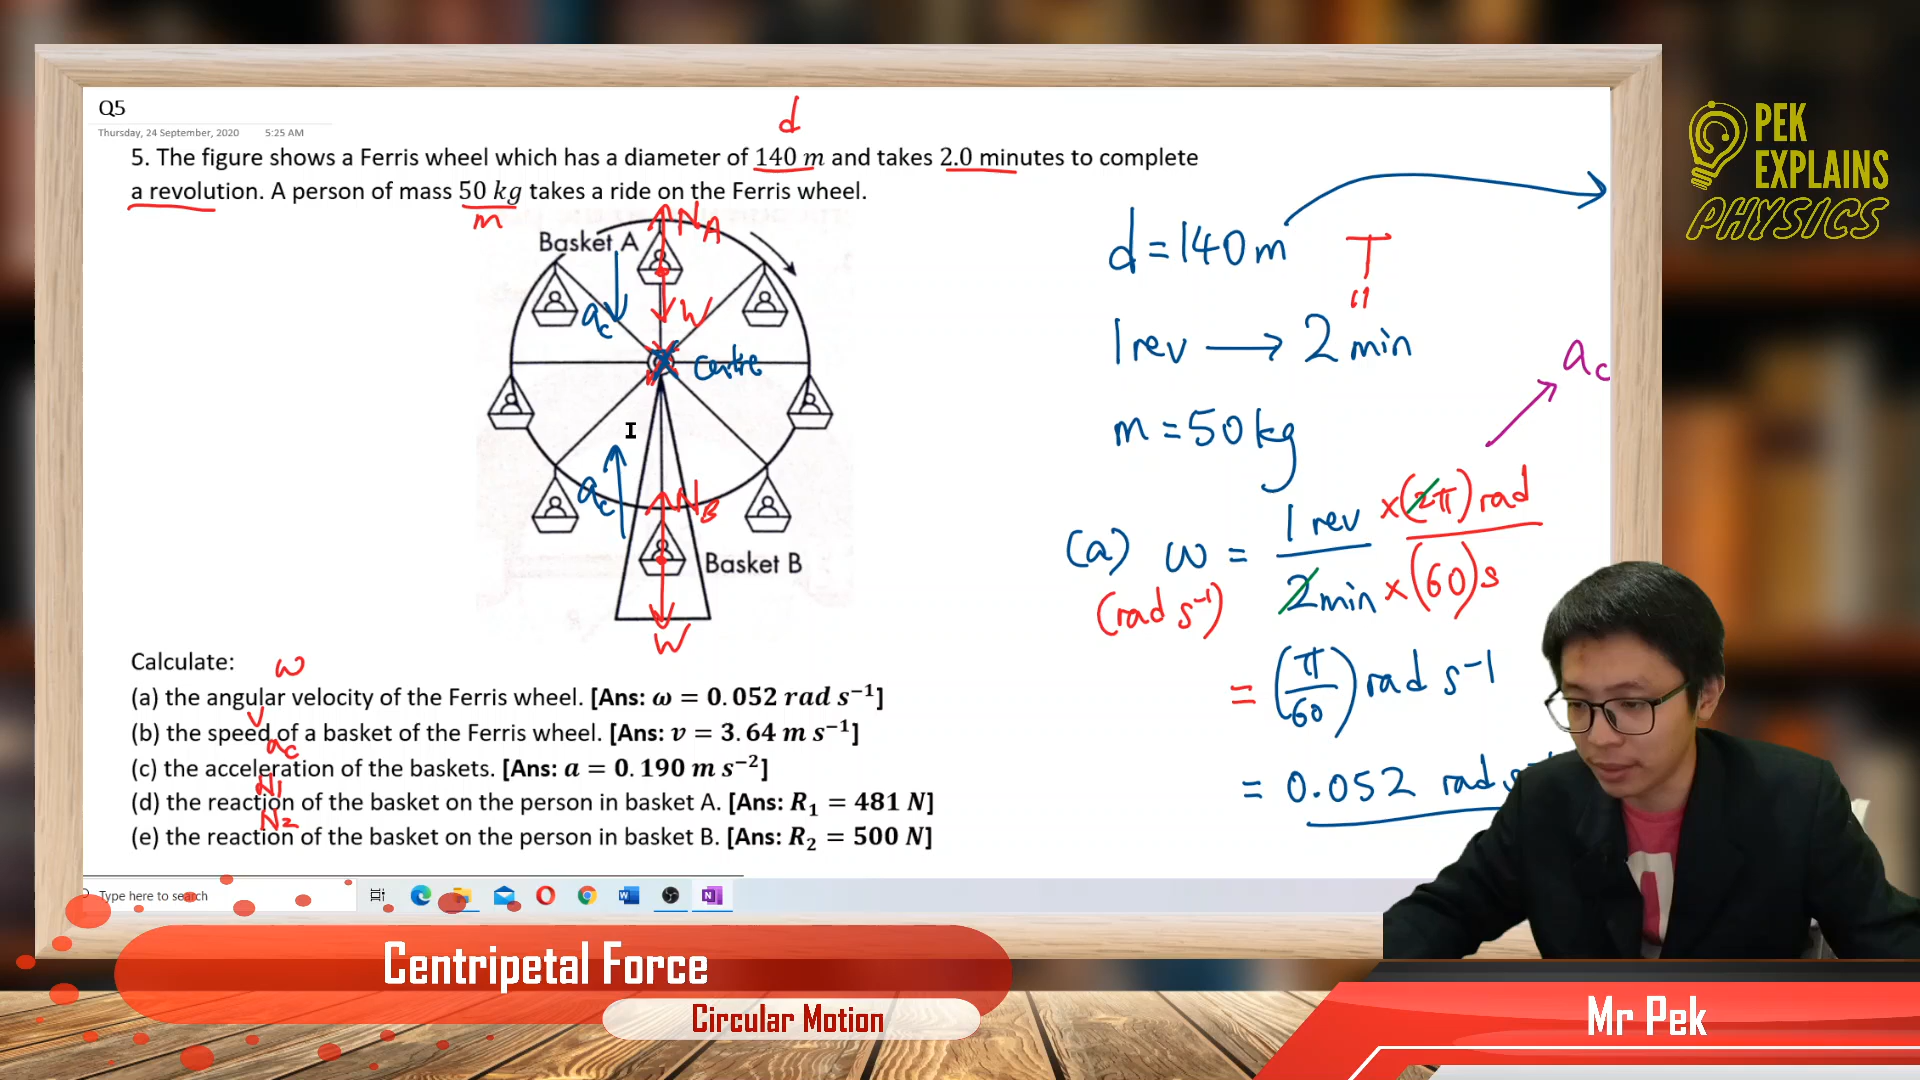 Q5
Thursday, 24 September, 2020 5:25 AM
d
5. The figure shows a Ferris wheel which has a diameter of 140 m and takes 2.0 minutes to complete
a revolution. A person of mass 50 kg takes a ride on the Ferris wheel.
m
N_A
Basket A
a_c
W
centre
a_c
N_B
Basket B
W
Calculate:
ω
(a) the angular velocity of the Ferris wheel. [Ans: ω = 0.052 rad s⁻¹]
v
(b) the speed of a basket of the Ferris wheel. [Ans: v = 3.64 m s⁻¹]
a_c
(c) the acceleration of the baskets. [Ans: a = 0.190 m s⁻²]
N₁
(d) the reaction of the basket on the person in basket A. [Ans: R₁ = 481 N]
N₂
(e) the reaction of the basket on the person in basket B. [Ans: R₂ = 500 N]
d = 140 m
T
"
1 rev → 2 min
a_c
m = 50 kg
(a) ω = 1 rev × (2π) rad
2 min × (60) s
(rad s⁻¹)
= (π/60) rad s⁻¹
= 0.052 rad
PEK
EXPLAINS
PHYSICS
Type here to search
Centripetal Force
Circular Motion
Mr Pek